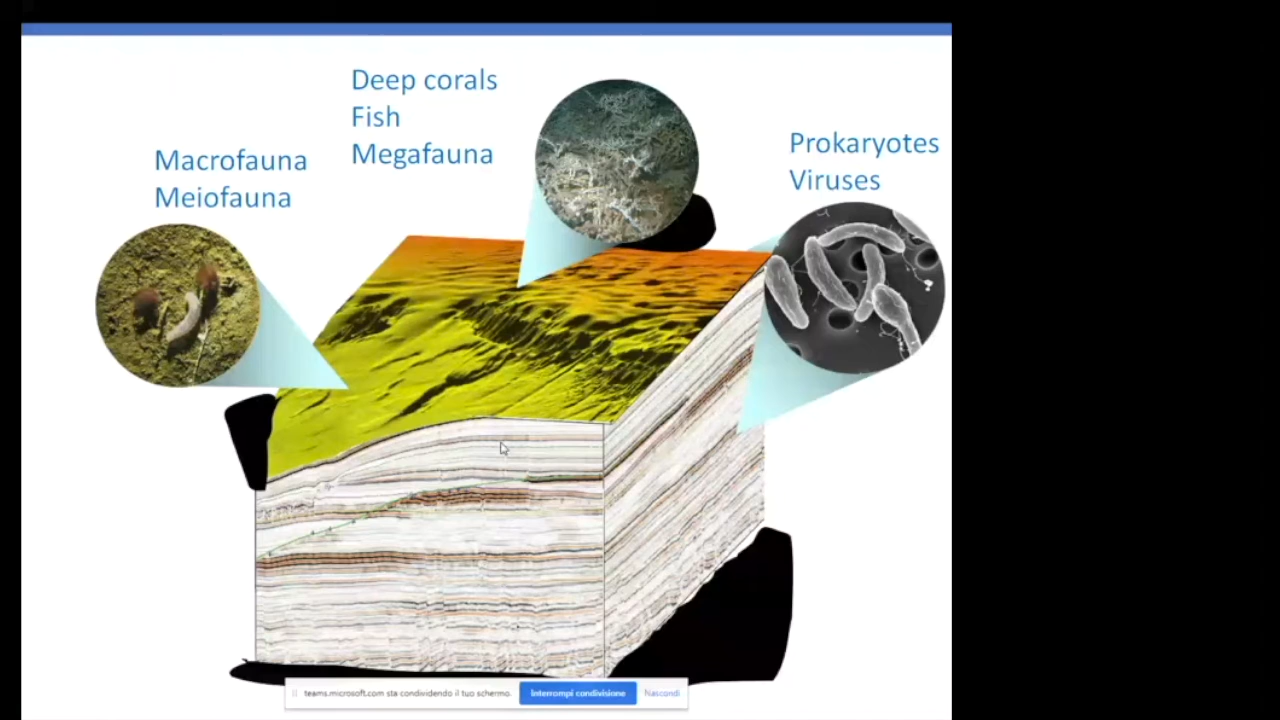 Deep corals
Fish
Megafauna
Macrofauna
Meiofauna
Prokaryotes
Viruses
teams.microsoft.com sta condividendo il tuo schermo.
Interrompi condivisione
Nascondi